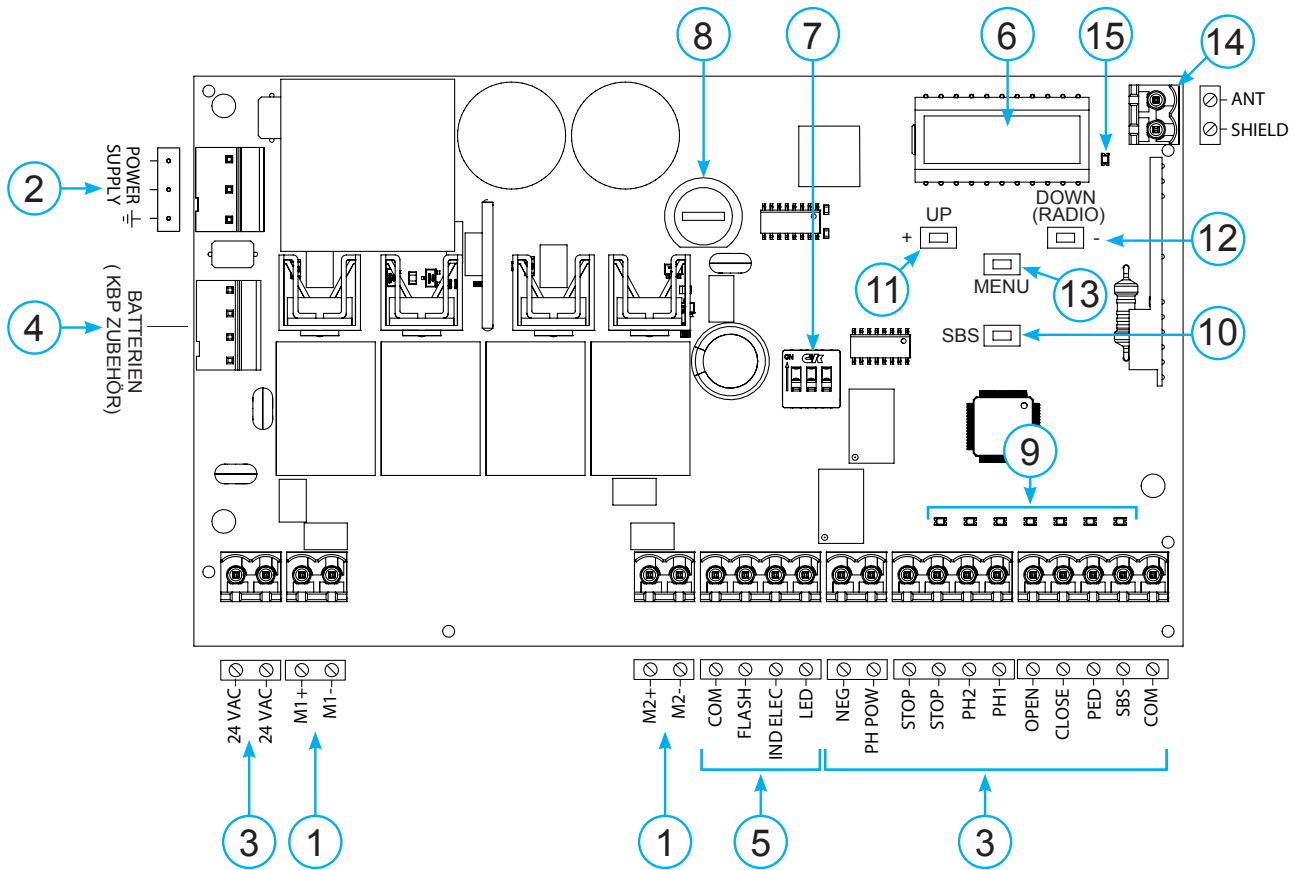 8
7
6
15
14
ANT
SHIELD
2
POWER
SUPPLY
UP
+
DOWN
(RADIO)
-
12
11
MENU
13
4
BATTERIEN
( KBP ZUBEHÖR)
SBS
10
ON
9
24 VAC
24 VAC
M1+
M1-
M2+
M2-
COM
FLASH
IND ELEC
LED
NEG
PH POW
STOP
STOP
PH2
PH1
OPEN
CLOSE
PED
SBS
COM
3
1
1
5
3